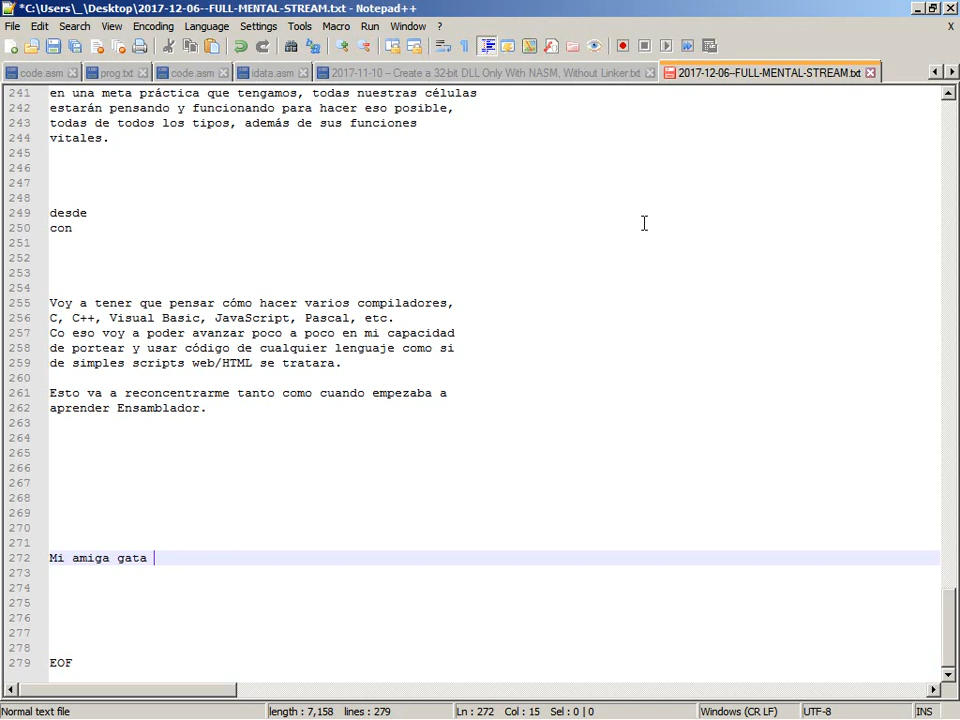 *C:\Users\_\Desktop\2017-12-06--FULL-MENTAL-STREAM.txt - Notepad++
File Edit Search View Encoding Language Settings Tools Macro Run Window ? X
code.asm prog.txt code.asm idata.asm 2017-11-10 -- Create a 32-bit DLL Only With NASM, Without Linker.txt 2017-12-06--FULL-MENTAL-STREAM.txt
241 en una meta práctica que tengamos, todas nuestras células
242 estarán pensando y funcionando para hacer eso posible,
243 todas de todos los tipos, además de sus funciones
244 vitales.
245
246
247
248
249 desde
250 con
251
252
253
254
255 Voy a tener que pensar cómo hacer varios compiladores,
256 C, C++, Visual Basic, JavaScript, Pascal, etc.
257 Co eso voy a poder avanzar poco a poco en mi capacidad
258 de portear y usar código de cualquier lenguaje como si
259 de simples scripts web/HTML se tratara.
260
261 Esto va a reconcentrarme tanto como cuando empezaba a
262 aprender Ensamblador.
263
264
265
266
267
268
269
270
271
272 Mi amiga gata
273
274
275
276
277
278
279 EOF
Normal text file length : 7,158 lines : 279 Ln : 272 Col : 15 Sel : 0 | 0 Windows (CR LF) UTF-8 INS